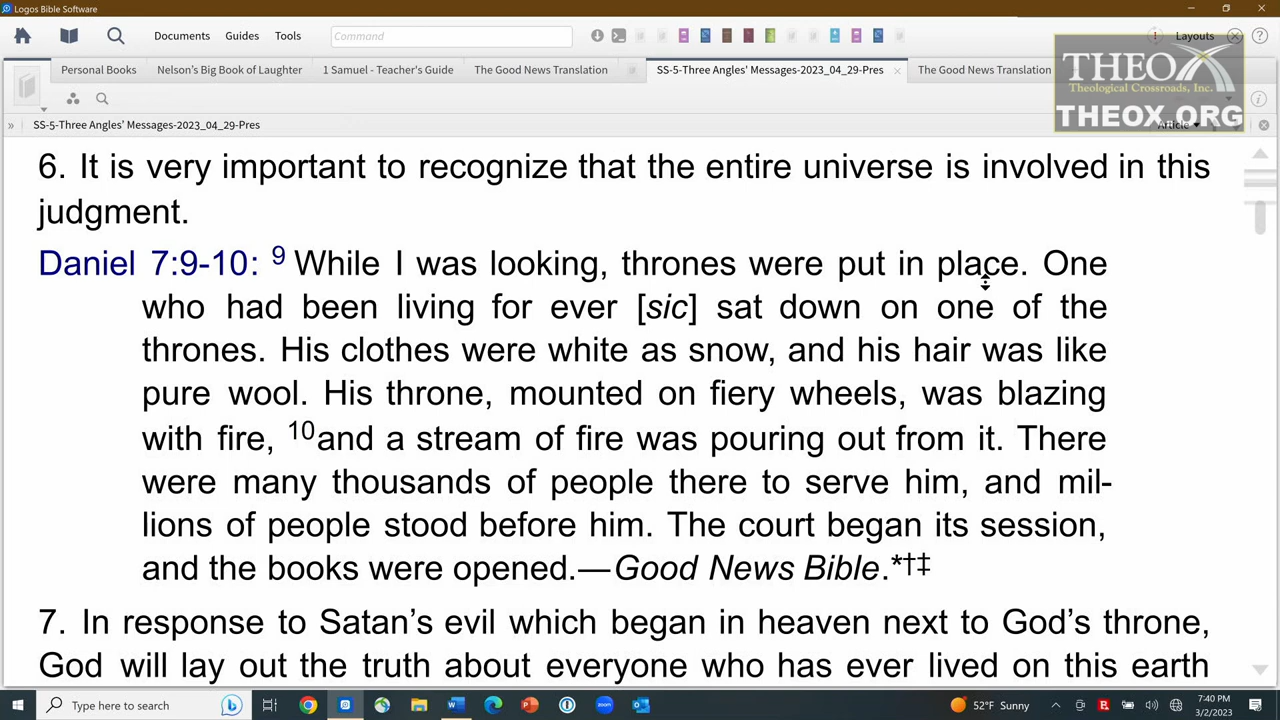 Logos Bible Software
Documents Guides Tools Command Layouts
Personal Books Nelson's Big Book of Laughter 1 Samuel - Teacher's Guide The Good News Translation SS-5-Three Angles' Messages-2023_04_29-Pres The Good News Translation
THEOX
Theological Crossroads, Inc.
THEOX.ORG
SS-5-Three Angles' Messages-2023_04_29-Pres Article
6. It is very important to recognize that the entire universe is involved in this
judgment.
Daniel 7:9-10: 9 While I was looking, thrones were put in place. One
who had been living for ever [sic] sat down on one of the
thrones. His clothes were white as snow, and his hair was like
pure wool. His throne, mounted on fiery wheels, was blazing
with fire, 10and a stream of fire was pouring out from it. There
were many thousands of people there to serve him, and mil-
lions of people stood before him. The court began its session,
and the books were opened.—Good News Bible.*†‡
7. In response to Satan's evil which began in heaven next to God's throne,
God will lay out the truth about everyone who has ever lived on this earth
Type here to search 52°F Sunny 7:40 PM
3/2/2023